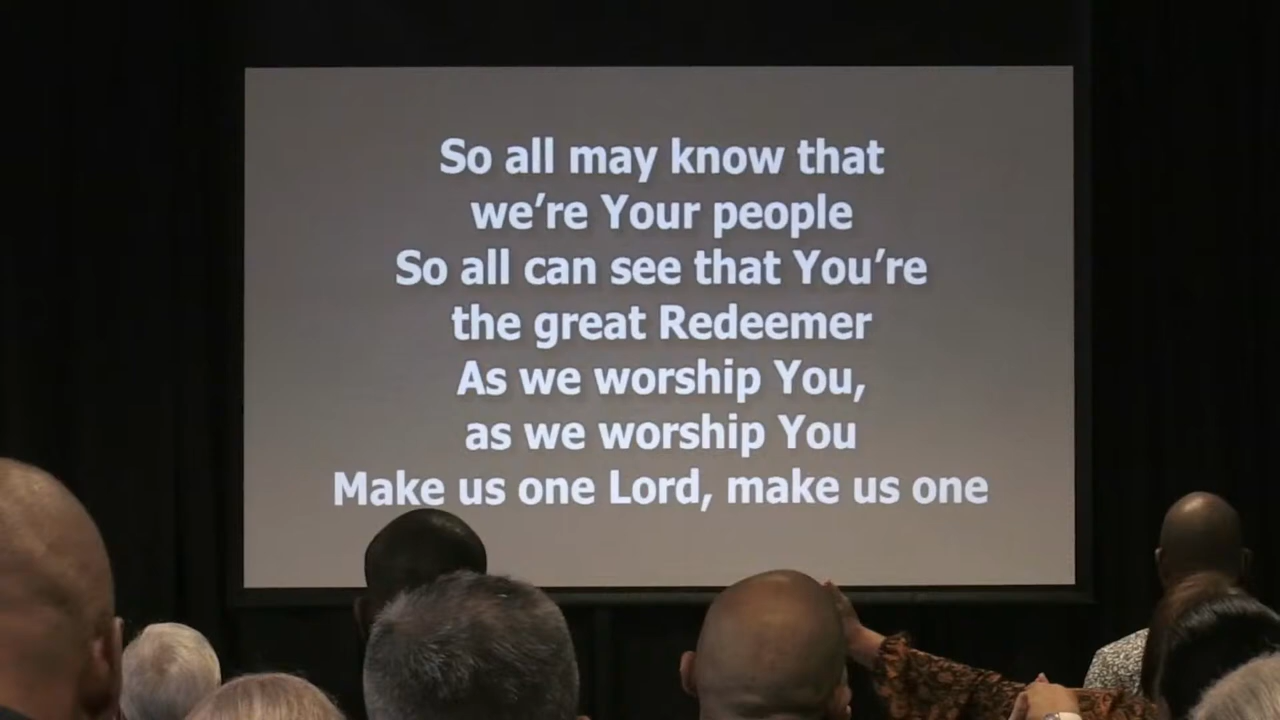 So all may know that
we’re Your people
So all can see that You’re
the great Redeemer
As we worship You,
as we worship You
Make us one Lord, make us one